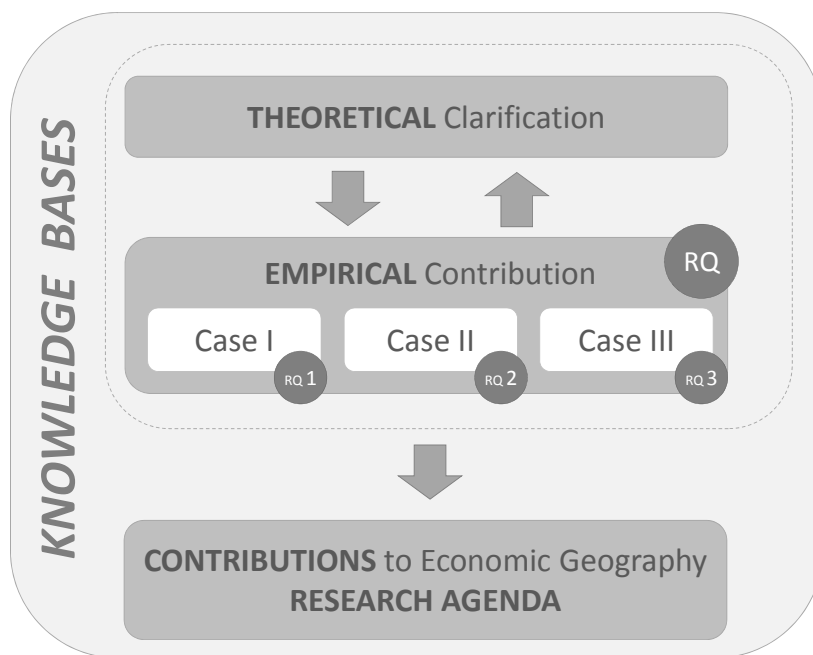 KNOWLEDGE BASES
THEORETICAL Clarification
EMPIRICAL Contribution
RQ
Case I
RQ 1
Case II
RQ 2
Case III
RQ 3
CONTRIBUTIONS to Economic Geography
RESEARCH AGENDA